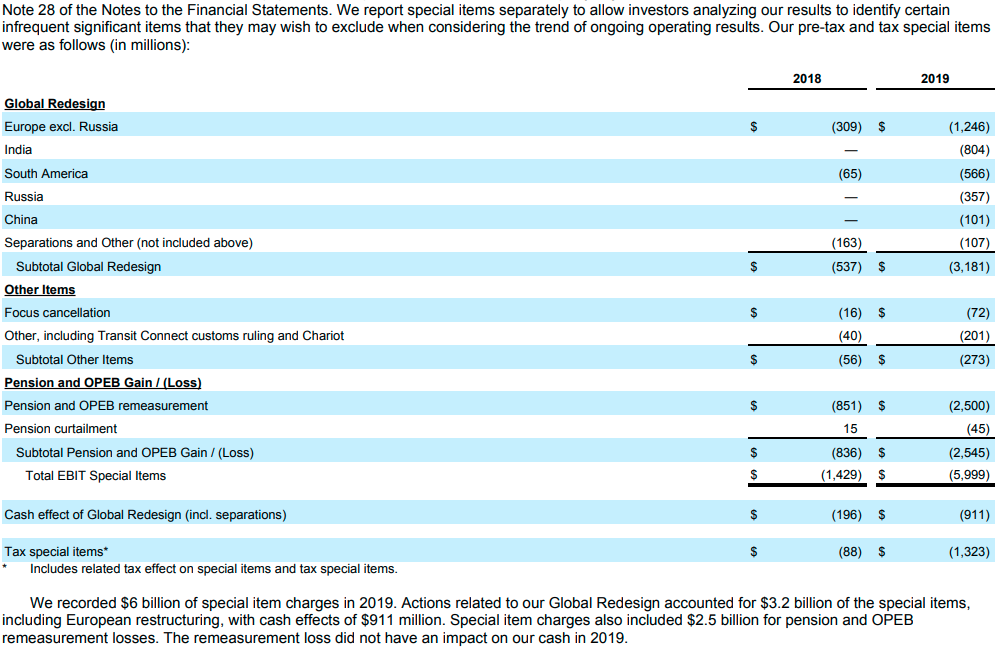 Note 28 of the Notes to the Financial Statements. We report special items separately to allow investors analyzing our results to identify certain
infrequent significant items that they may wish to exclude when considering the trend of ongoing operating results. Our pre-tax and tax special items
were as follows (in millions):
2018 2019
Global Redesign
Europe excl. Russia $ (309) $ (1,246)
India — (804)
South America (65) (566)
Russia — (357)
China — (101)
Separations and Other (not included above) (163) (107)
Subtotal Global Redesign $ (537) $ (3,181)
Other Items
Focus cancellation $ (16) $ (72)
Other, including Transit Connect customs ruling and Chariot (40) (201)
Subtotal Other Items $ (56) $ (273)
Pension and OPEB Gain / (Loss)
Pension and OPEB remeasurement $ (851) $ (2,500)
Pension curtailment 15 (45)
Subtotal Pension and OPEB Gain / (Loss) $ (836) $ (2,545)
Total EBIT Special Items $ (1,429) $ (5,999)
Cash effect of Global Redesign (incl. separations) $ (196) $ (911)
Tax special items* $ (88) $ (1,323)
* Includes related tax effect on special items and tax special items.
We recorded $6 billion of special item charges in 2019. Actions related to our Global Redesign accounted for $3.2 billion of the special items,
including European restructuring, with cash effects of $911 million. Special item charges also included $2.5 billion for pension and OPEB
remeasurement losses. The remeasurement loss did not have an impact on our cash in 2019.